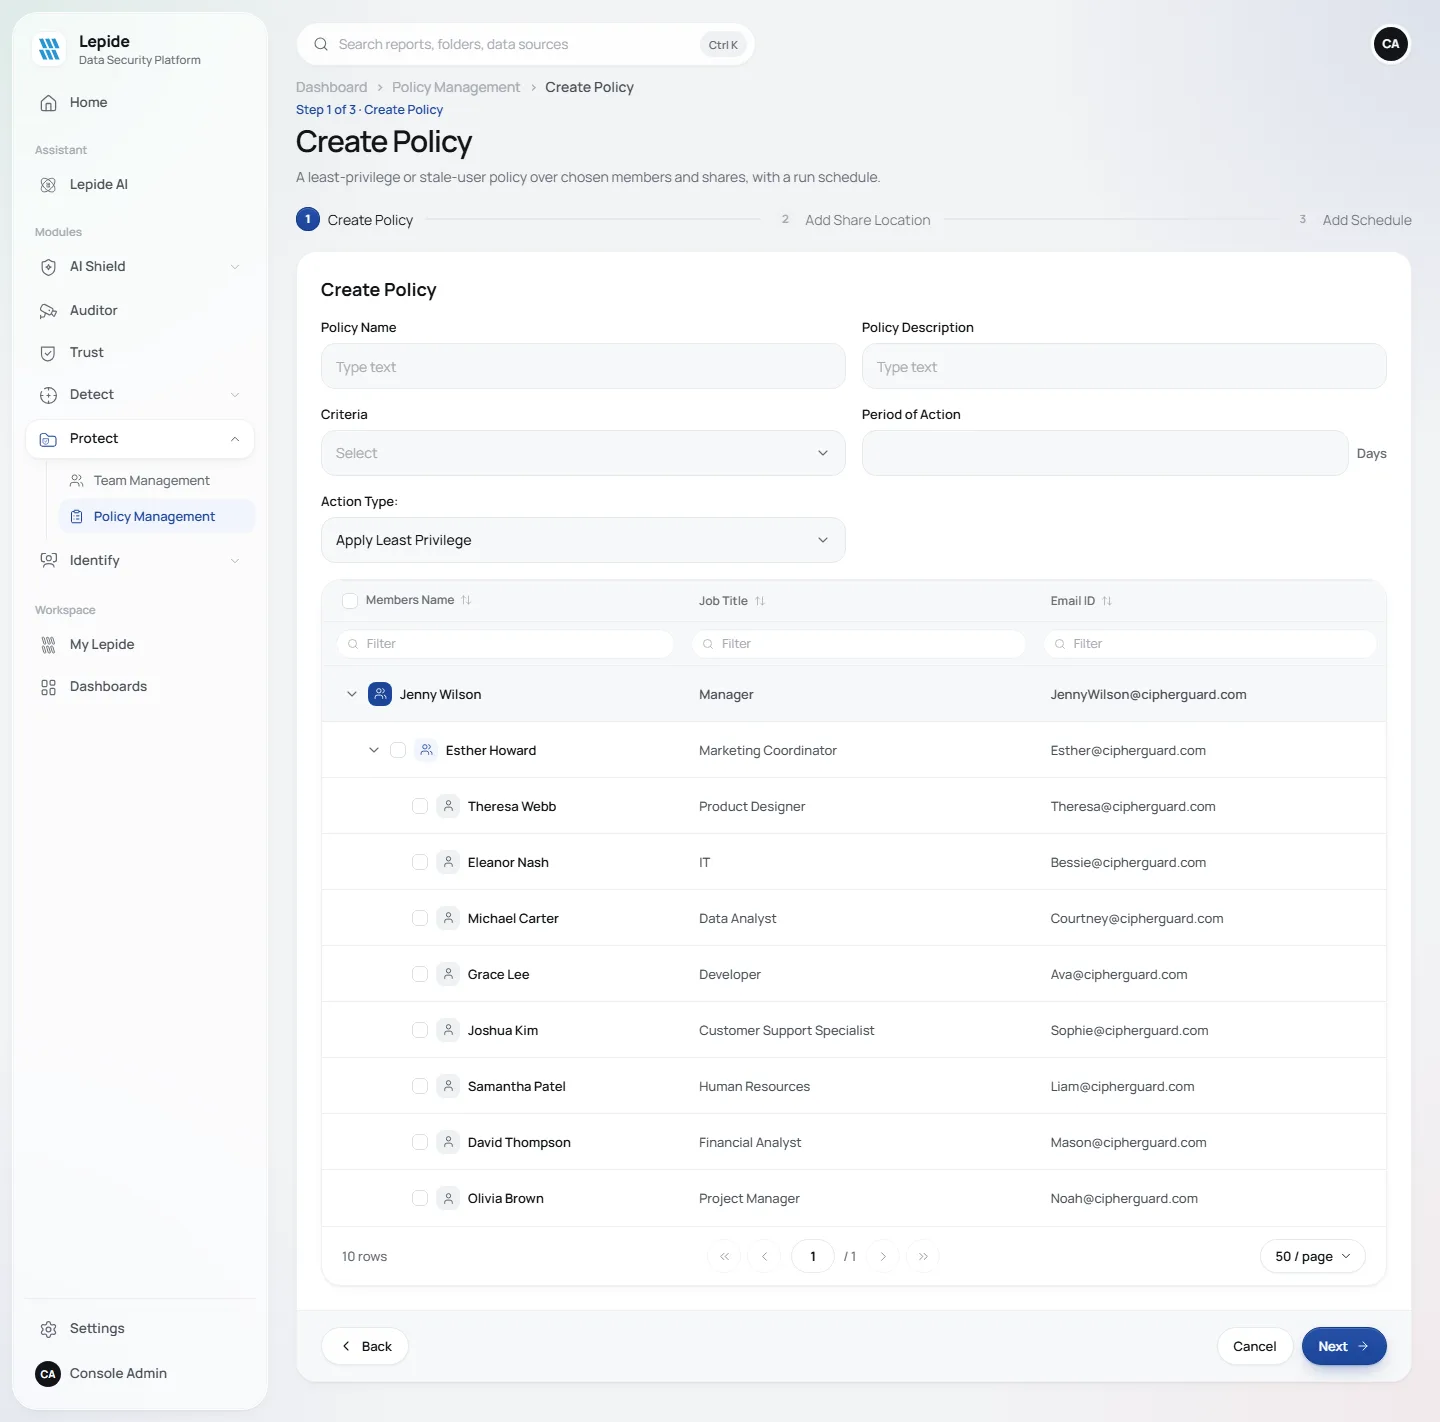 Lepide
Data Security Platform
Home
Assistant
Lepide AI
Modules
AI Shield
Auditor
Trust
Detect
Protect
Team Management
Policy Management
Identify
Workspace
My Lepide
Dashboards
Settings
CA Console Admin
Search reports, folders, data sources Ctrl K
CA
Dashboard > Policy Management > Create Policy
Step 1 of 3 · Create Policy
Create Policy
A least-privilege or stale-user policy over chosen members and shares, with a run schedule.
1 Create Policy 2 Add Share Location 3 Add Schedule
Create Policy
Policy Name Policy Description
Type text Type text
Criteria Period of Action
Select Days
Action Type:
Apply Least Privilege
Members Name Job Title Email ID
Filter Filter Filter
Jenny Wilson Manager JennyWilson@cipherguard.com
Esther Howard Marketing Coordinator Esther@cipherguard.com
Theresa Webb Product Designer Theresa@cipherguard.com
Eleanor Nash IT Bessie@cipherguard.com
Michael Carter Data Analyst Courtney@cipherguard.com
Grace Lee Developer Ava@cipherguard.com
Joshua Kim Customer Support Specialist Sophie@cipherguard.com
Samantha Patel Human Resources Liam@cipherguard.com
David Thompson Financial Analyst Mason@cipherguard.com
Olivia Brown Project Manager Noah@cipherguard.com
10 rows 1 / 1 50 / page
Back Cancel Next